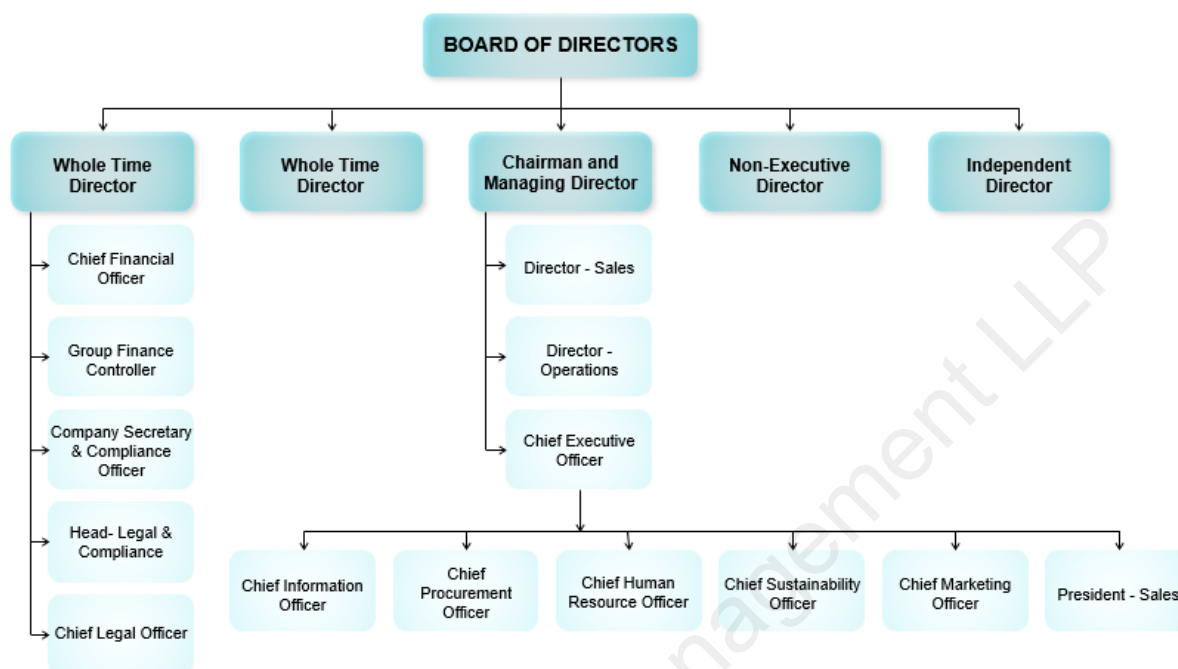 BOARD OF DIRECTORS
Whole Time
Director
Whole Time
Director
Chairman and
Managing Director
Non-Executive
Director
Independent
Director
Chief Financial
Officer
Group Finance
Controller
Company Secretary
& Compliance
Officer
Head- Legal &
Compliance
Chief Legal Officer
Director - Sales
Director -
Operations
Chief Executive
Officer
Chief Information
Officer
Chief
Procurement
Officer
Chief Human
Resource Officer
Chief Sustainability
Officer
Chief Marketing
Officer
President - Sales
nagement LLP